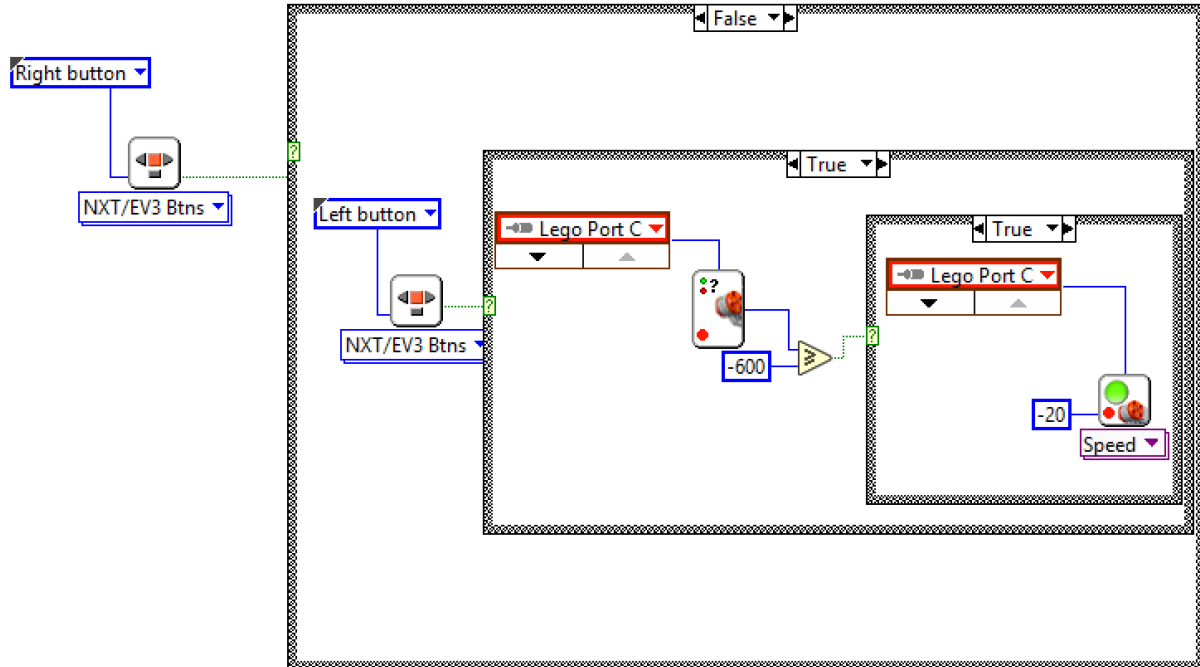 False
Right button
?
True
NXT/EV3 Btns
Left button
Lego Port C
True
?
Lego Port C
?
NXT/EV3 Btns
?
-600
≥
-20
Speed